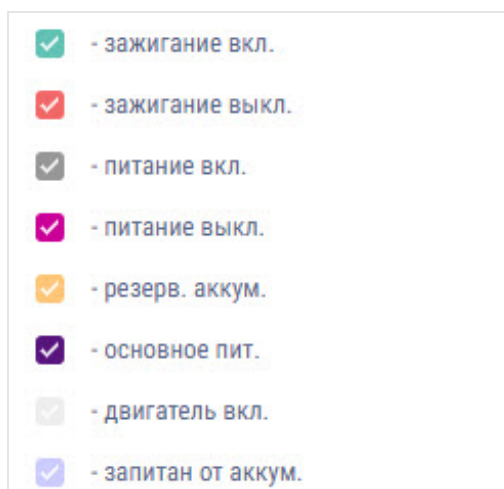 - зажигание вкл.
- зажигание выкл.
- питание вкл.
- питание выкл.
- резерв. аккум.
- основное пит.
- двигатель вкл.
- запитан от аккум.